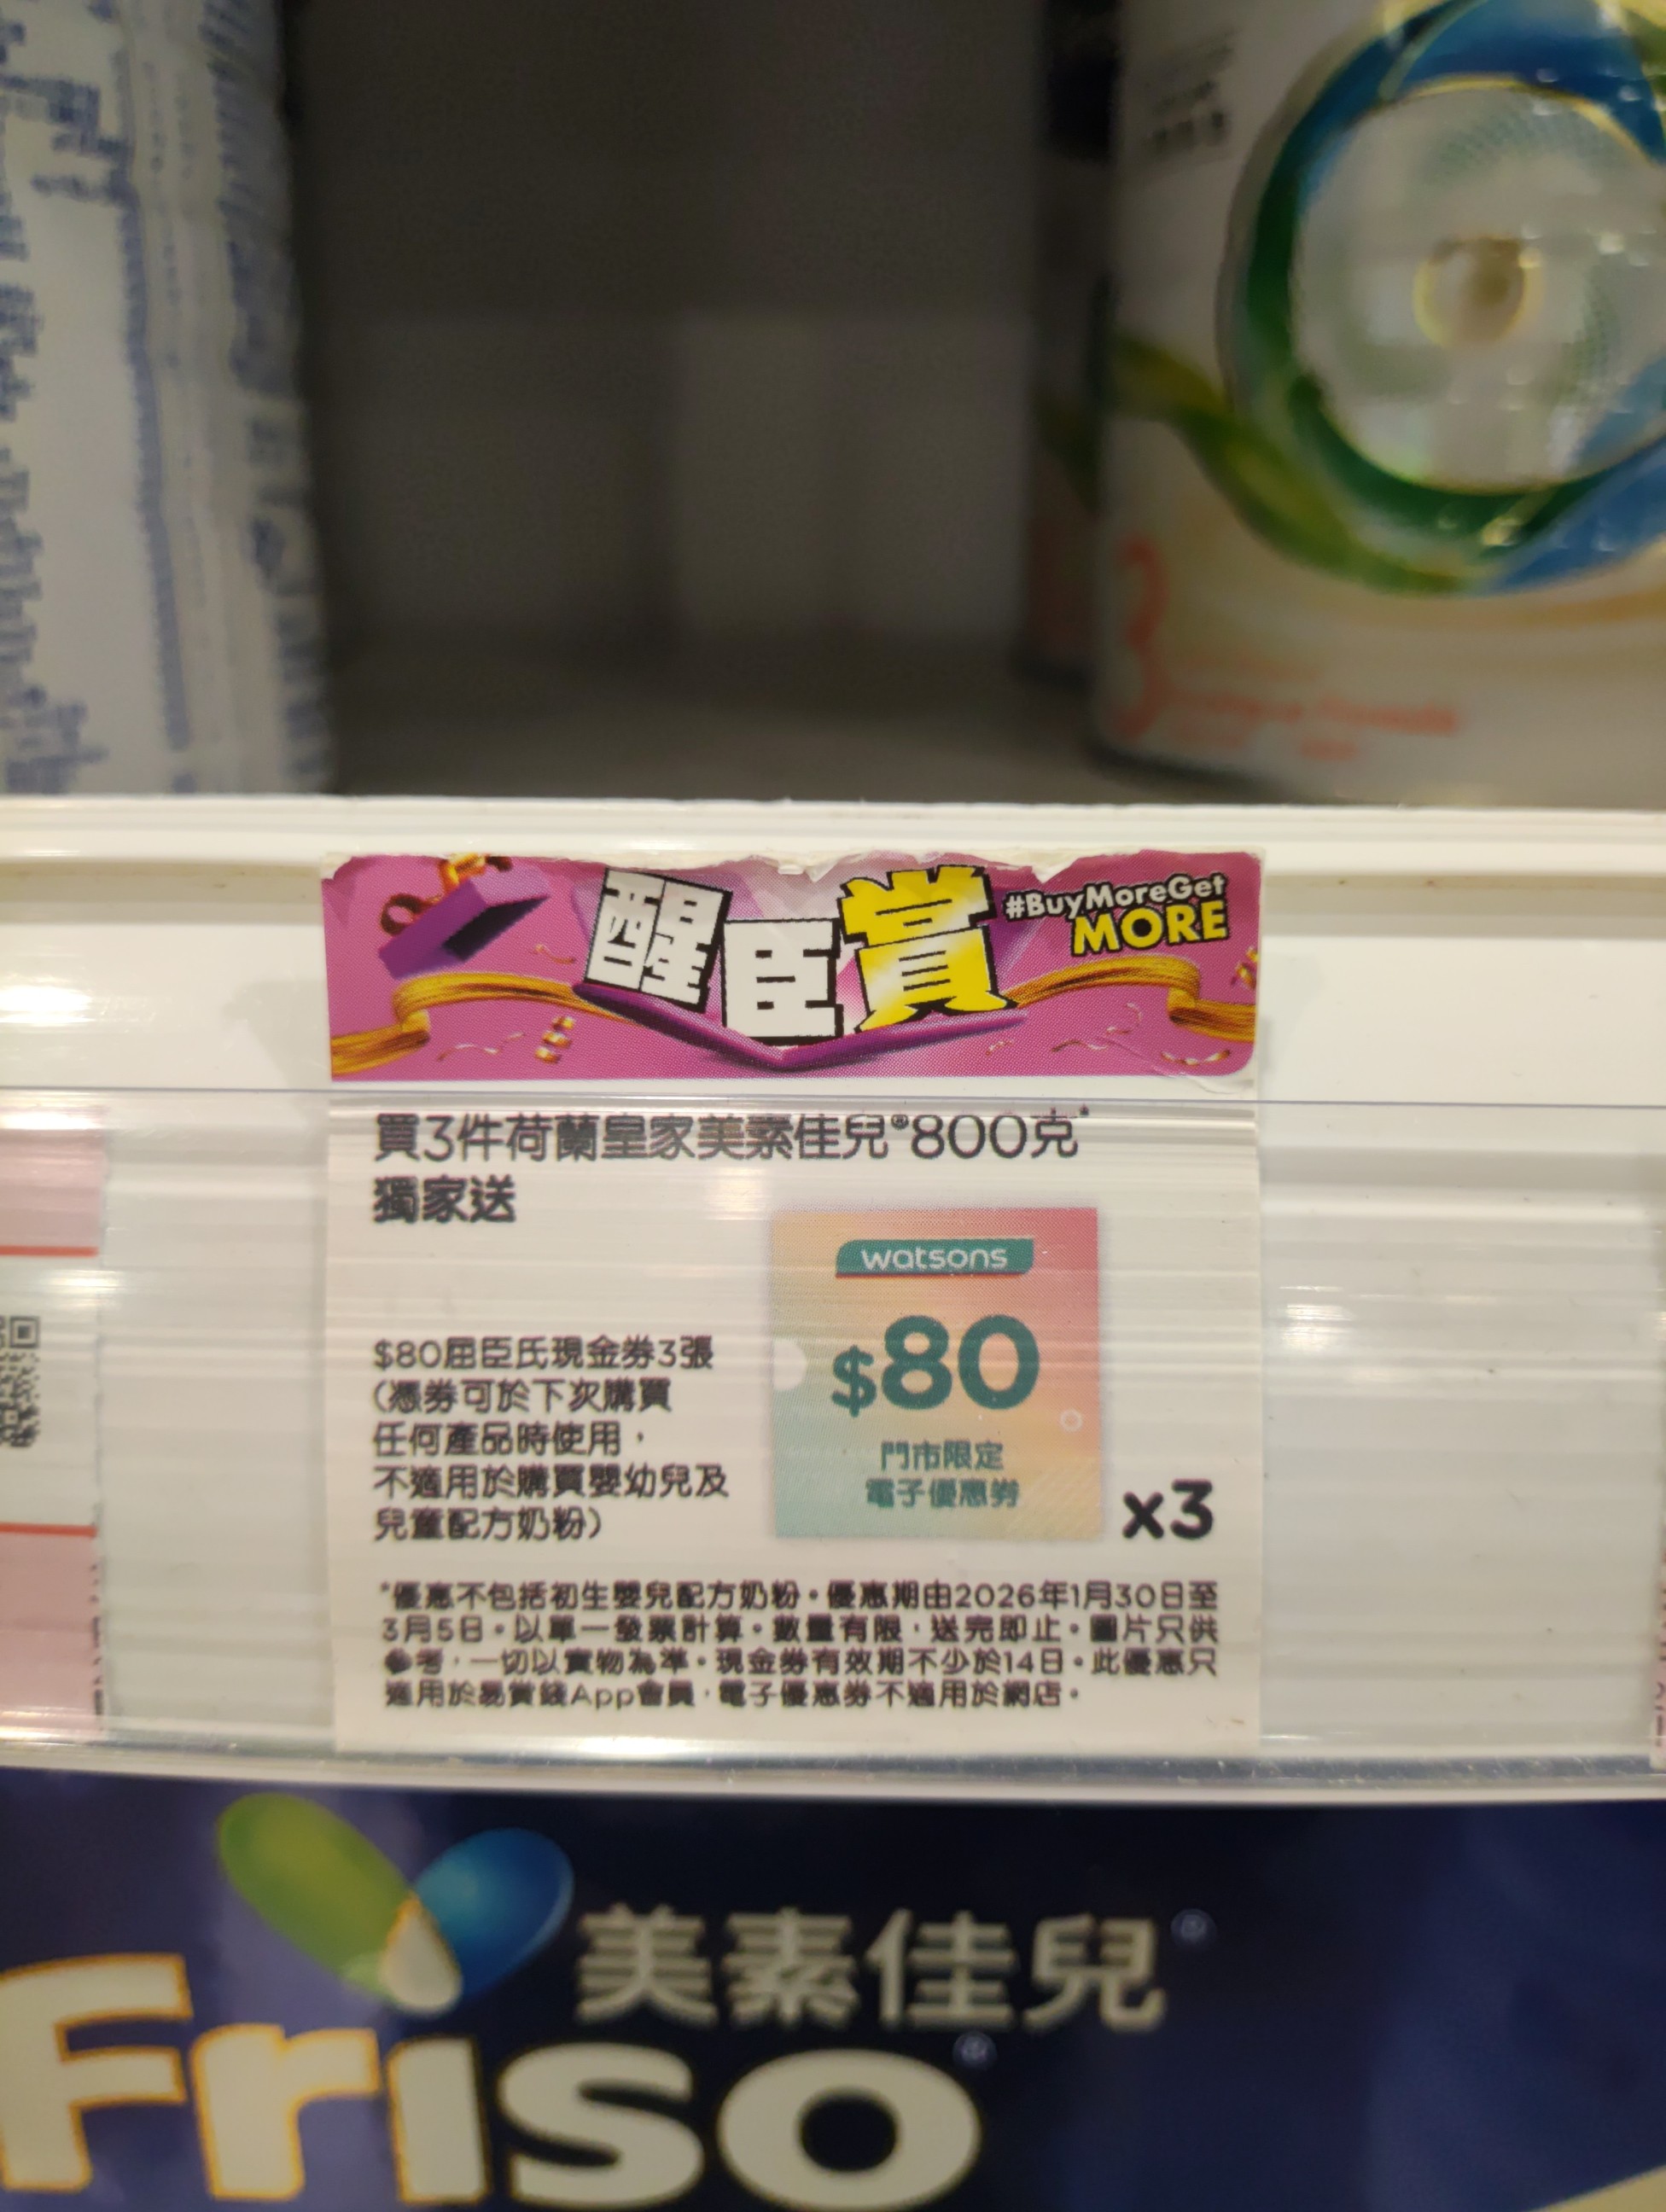 醒臣賞
#BuyMoreGet
MORE
買3件荷蘭皇家美素佳兒®800克*
獨家送
watsons
$80
門市限定
電子優惠券
x3
$80屈臣氏現金券3張
(憑券可於下次購買
任何產品時使用，
不適用於購買嬰幼兒及
兒童配方奶粉)
*優惠不包括初生嬰兒配方奶粉。優惠期由2026年1月30日至
3月5日。以單一發票計算。數量有限，送完即止。圖片只供
參考，一切以實物為準。現金券有效期不少於14日。此優惠只
適用於易賞錢App會員，電子優惠券不適用於網店。
美素佳兒®
Friso®
3